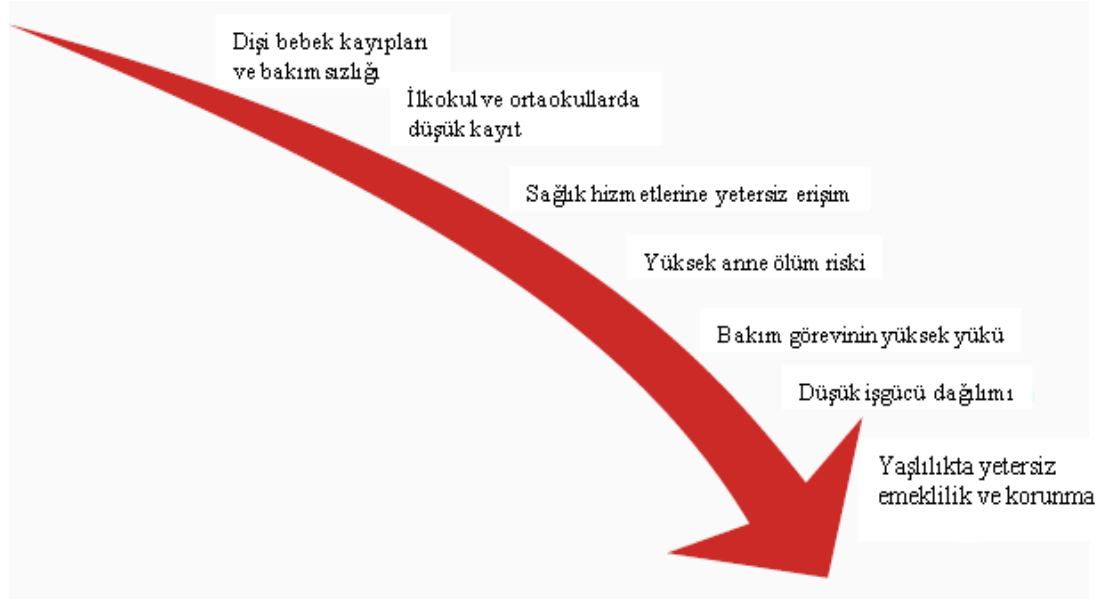 Dişi bebek kayıpları
ve bakımsızlığı
İlkokul ve ortaokullarda
düşük kayıt
Sağlık hizmetlerine yetersiz erişim
Yüksek anne ölüm riski
Bakım görevinin yüksek yükü
Düşük işgücü dağılımı
Yaşlılıkta yetersiz
emeklilik ve korunma